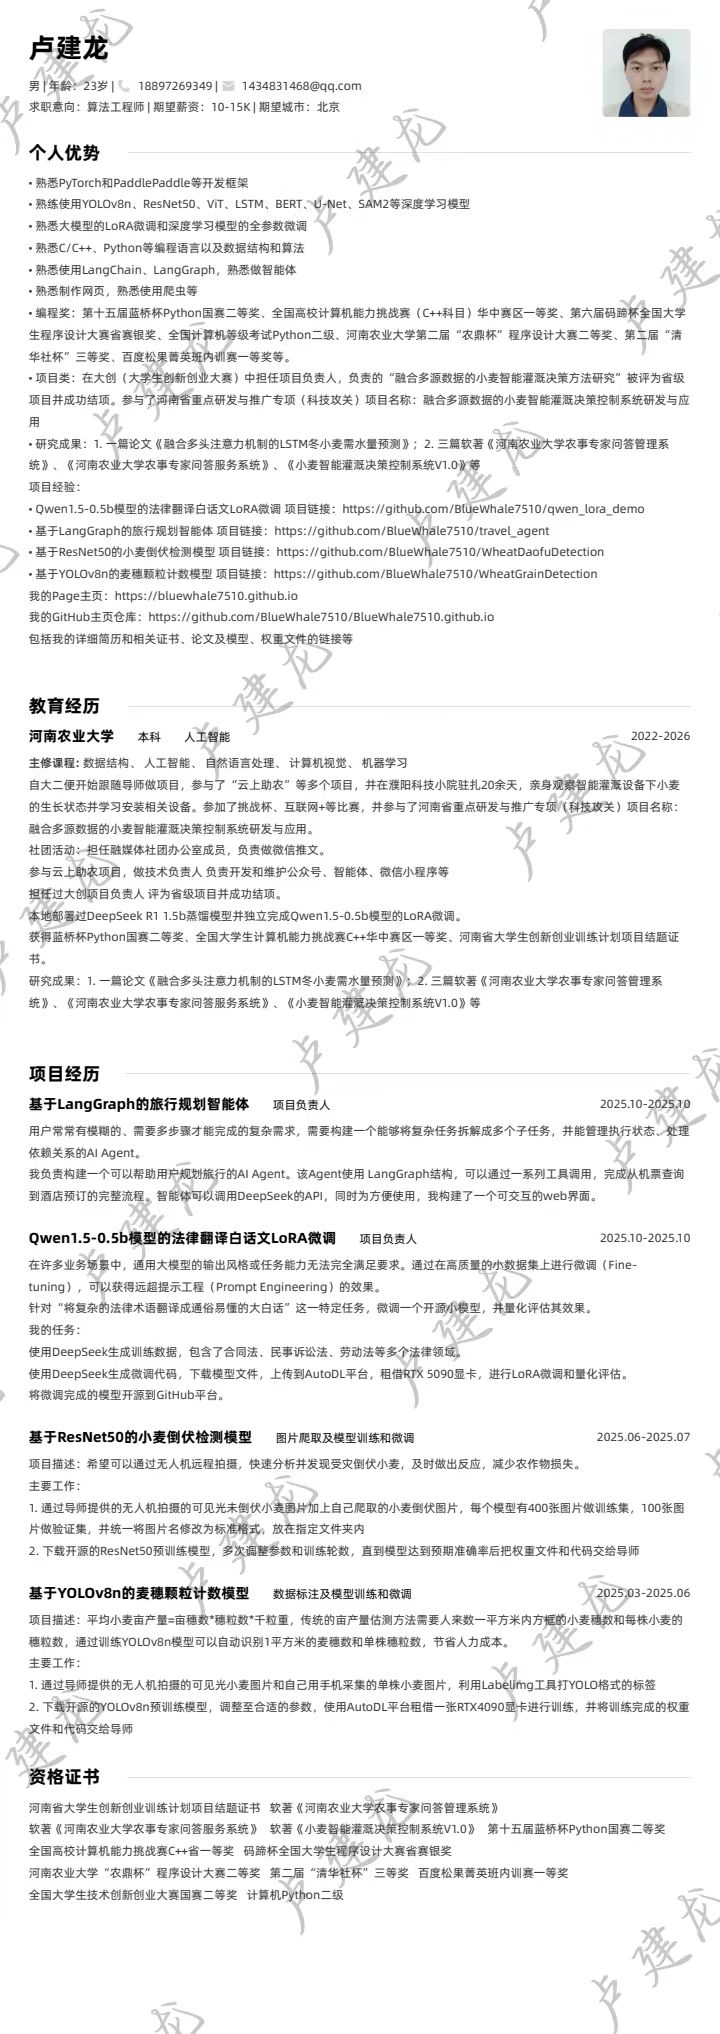 卢建龙
男 | 年龄：23岁 | 18897269349 | 1434831468@qq.com
求职意向：算法工程师 | 期望薪资：10-15K | 期望城市：北京
个人优势
• 熟悉PyTorch和PaddlePaddle等开发框架
• 熟练使用YOLOv8n、ResNet50、ViT、LSTM、BERT、U-Net、SAM2等深度学习模型
• 熟悉大模型的LoRA微调和深度学习模型的全参数微调
• 熟悉C/C++、Python等编程语言以及数据结构和算法
• 熟悉使用LangChain、LangGraph，熟悉做智能体
• 熟悉制作网页，熟悉使用爬虫等
• 编程奖：第十五届蓝桥杯Python国赛二等奖、全国高校计算机能力挑战赛（C++科目）华中赛区一等奖、第六届码蹄杯全国大学
生程序设计大赛省赛银奖、全国计算机等级考试Python二级、河南农业大学第二届“农鼎杯”程序设计大赛二等奖、第二届“清
华社杯”三等奖、百度松果菁英班内训赛一等奖等。
• 项目类：在大创（大学生创新创业大赛）中担任项目负责人，负责的“融合多源数据的小麦智能灌溉决策方法研究”被评为省级
项目并成功结项。参与了河南省重点研发与推广专项（科技攻关）项目名称：融合多源数据的小麦智能灌溉决策控制系统研发与应
用
• 研究成果：1. 一篇论文《融合多头注意力机制的LSTM冬小麦需水量预测》；2. 三篇软著《河南农业大学农事专家问答管理系
统》、《河南农业大学农事专家问答服务系统》、《小麦智能灌溉决策控制系统V1.0》等
项目经验：
• Qwen1.5-0.5b模型的法律翻译白话文LoRA微调 项目链接：https://github.com/BlueWhale7510/qwen_lora_demo
• 基于LangGraph的旅行规划智能体 项目链接：https://github.com/BlueWhale7510/travel_agent
• 基于ResNet50的小麦倒伏检测模型 项目链接：https://github.com/BlueWhale7510/WheatDaofuDetection
• 基于YOLOv8n的麦穗颗粒计数模型 项目链接：https://github.com/BlueWhale7510/WheatGrainDetection
我的Page主页：https://bluewhale7510.github.io
我的GitHub主页仓库：https://github.com/BlueWhale7510/BlueWhale7510.github.io
包括我的详细简历和相关证书、论文及模型、权重文件的链接等
教育经历
河南农业大学 本科 人工智能 2022-2026
主修课程: 数据结构、 人工智能、 自然语言处理、 计算机视觉、 机器学习
自大二便开始跟随导师做项目，参与了“云上助农”等多个项目，并在濮阳科技小院驻扎20余天，亲身观察智能灌溉设备下小麦
的生长状态并学习安装相关设备。参加了挑战杯、互联网+等比赛，并参与了河南省重点研发与推广专项（科技攻关）项目名称：
融合多源数据的小麦智能灌溉决策控制系统研发与应用。
社团活动：担任融媒体社团办公室成员，负责做微信推文。
参与云上助农项目，做技术负责人 负责开发和维护公众号、智能体、微信小程序等
担任过大创项目负责人 评为省级项目并成功结项。
本地部署过DeepSeek R1 1.5b蒸馏模型并独立完成Qwen1.5-0.5b模型的LoRA微调。
获得蓝桥杯Python国赛二等奖、全国大学生计算机能力挑战赛C++华中赛区一等奖、河南省大学生创新创业训练计划项目结题证
书。
研究成果：1. 一篇论文《融合多头注意力机制的LSTM冬小麦需水量预测》；2. 三篇软著《河南农业大学农事专家问答管理系
统》、《河南农业大学农事专家问答服务系统》、《小麦智能灌溉决策控制系统V1.0》等
项目经历
基于LangGraph的旅行规划智能体 项目负责人 2025.10-2025.10
用户常常有模糊的、需要多步骤才能完成的复杂需求，需要构建一个能够将复杂任务拆解成多个子任务，并能管理执行状态、处理
依赖关系的AI Agent。
我负责构建一个可以帮助用户规划旅行的AI Agent。该Agent使用 LangGraph结构，可以通过一系列工具调用，完成从机票查询
到酒店预订的完整流程。智能体可以调用DeepSeek的API，同时为方便使用，我构建了一个可交互的web界面。
Qwen1.5-0.5b模型的法律翻译白话文LoRA微调 项目负责人 2025.10-2025.10
在许多业务场景中，通用大模型的输出风格或任务能力无法完全满足要求。通过在高质量的小数据集上进行微调（Fine-
tuning），可以获得远超提示工程（Prompt Engineering）的效果。
针对“将复杂的法律术语翻译成通俗易懂的大白话”这一特定任务，微调一个开源小模型，并量化评估其效果。
我的任务：
使用DeepSeek生成训练数据，包含了合同法、民事诉讼法、劳动法等多个法律领域。
使用DeepSeek生成微调代码，下载模型文件，上传到AutoDL平台，租借RTX 5090显卡，进行LoRA微调和量化评估。
将微调完成的模型开源到GitHub平台。
基于ResNet50的小麦倒伏检测模型 图片爬取及模型训练和微调 2025.06-2025.07
项目描述：希望可以通过无人机远程拍摄，快速分析并发现受灾倒伏小麦，及时做出反应，减少农作物损失。
主要工作：
1. 通过导师提供的无人机拍摄的可见光未倒伏小麦图片加上自己爬取的小麦倒伏图片，每个模型有400张图片做训练集，100张图
片做验证集，并统一将图片名修改为标准格式，放在指定文件夹内
2. 下载开源的ResNet50预训练模型，多次调整参数和训练轮数，直到模型达到预期准确率后把权重文件和代码交给导师
基于YOLOv8n的麦穗颗粒计数模型 数据标注及模型训练和微调 2025.03-2025.06
项目描述：平均小麦亩产量=亩穗数*穗粒数*千粒重，传统的亩产量估测方法需要人来数一平方米内方框的小麦穗数和每株小麦的
穗粒数，通过训练YOLOv8n模型可以自动识别1平方米的麦穗数和单株穗粒数，节省人力成本。
主要工作：
1. 通过导师提供的无人机拍摄的可见光小麦图片和自己用手机采集的单株小麦图片，利用Labelimg工具打YOLO格式的标签
2. 下载开源的YOLOv8n预训练模型，调整至合适的参数，使用AutoDL平台租借一张RTX4090显卡进行训练，并将训练完成的权重
文件和代码交给导师
资格证书
河南省大学生创新创业训练计划项目结题证书 软著《河南农业大学农事专家问答管理系统》
软著《河南农业大学农事专家问答服务系统》 软著《小麦智能灌溉决策控制系统V1.0》 第十五届蓝桥杯Python国赛二等奖
全国高校计算机能力挑战赛C++省一等奖 码蹄杯全国大学生程序设计大赛省赛银奖
河南农业大学“农鼎杯”程序设计大赛二等奖 第二届“清华社杯”三等奖 百度松果菁英班内训赛一等奖
全国大学生技术创新创业大赛国赛二等奖 计算机Python二级